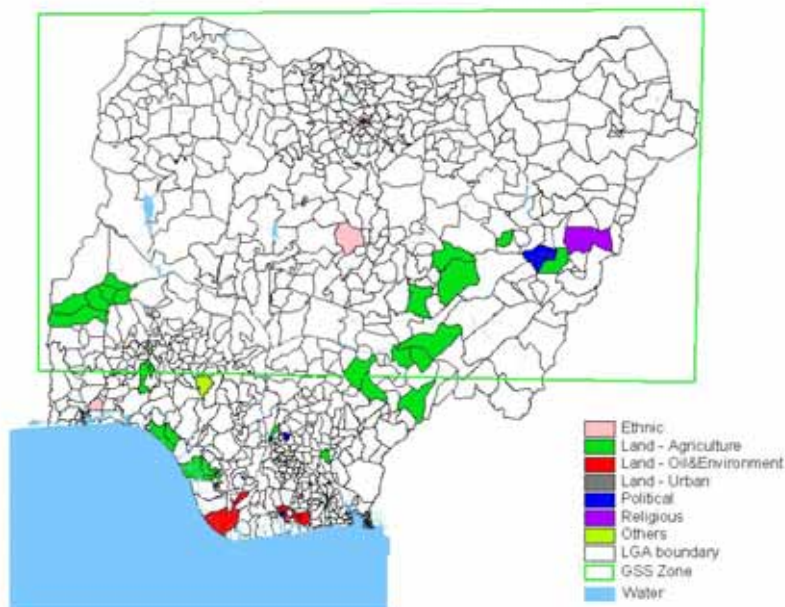 Ethnic
Land - Agriculture
Land - Oil&Environment
Land - Urban
Political
Religious
Others
LGA boundary
GSS Zone
Water